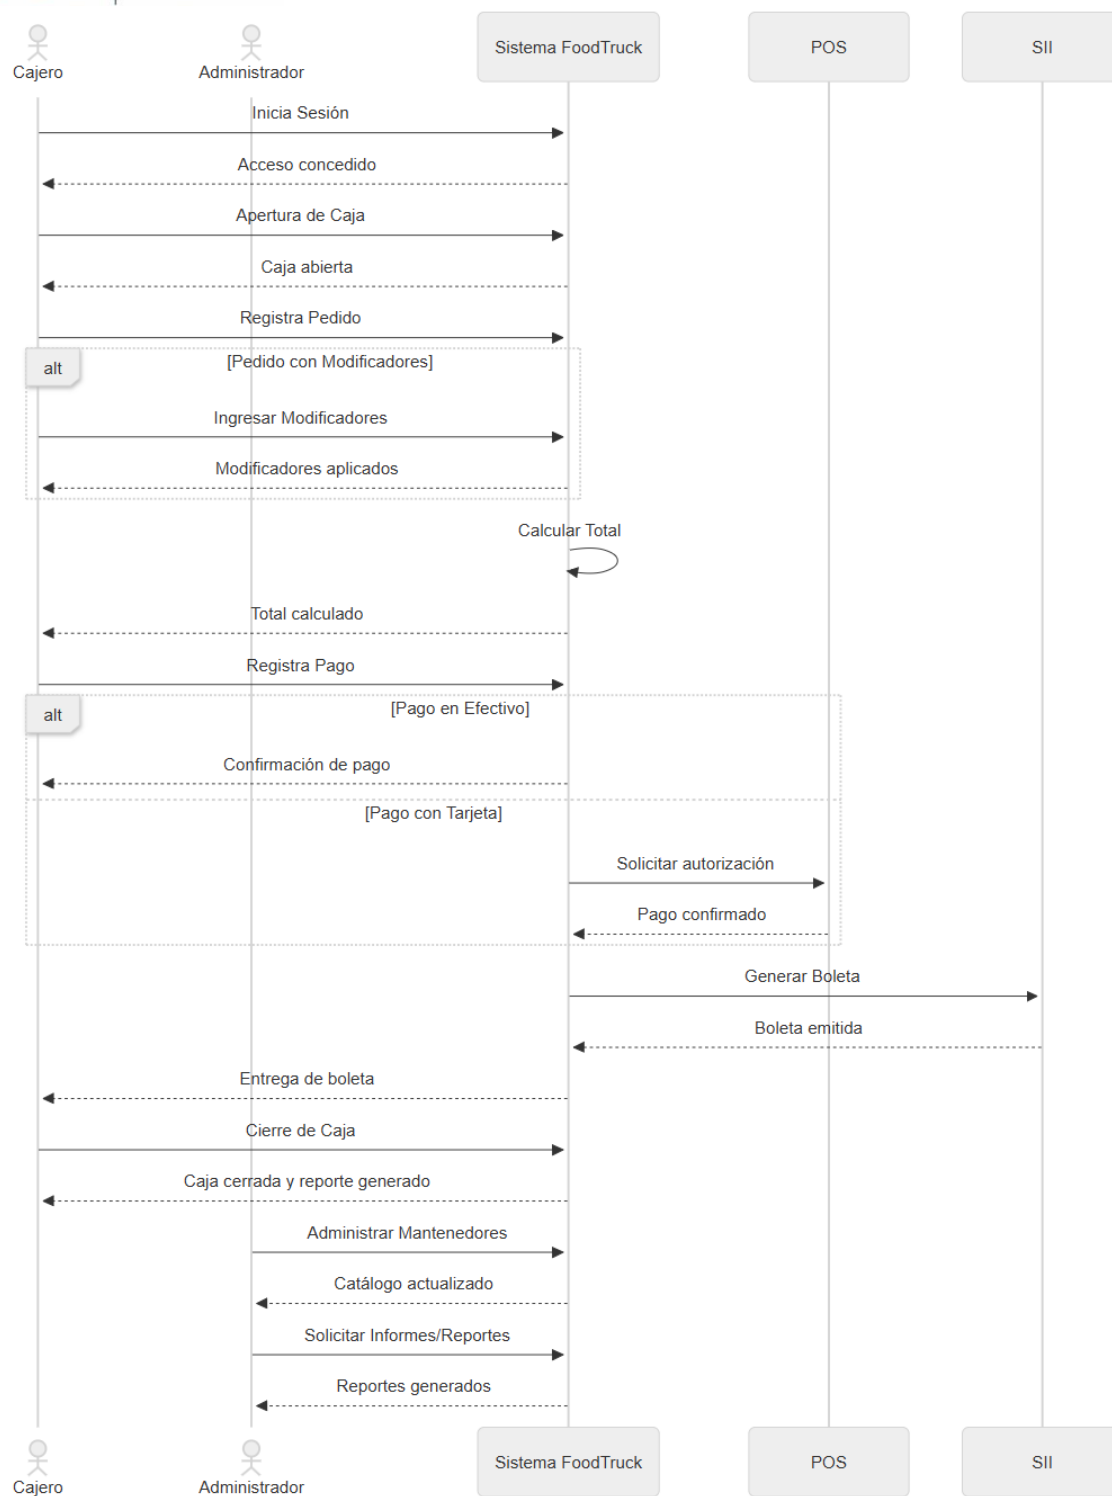 Cajero
Administrador
Sistema FoodTruck
POS
SII
Inicia Sesión
Acceso concedido
Apertura de Caja
Caja abierta
Registra Pedido
alt
[Pedido con Modificadores]
Ingresar Modificadores
Modificadores aplicados
Calcular Total
Total calculado
Registra Pago
alt
[Pago en Efectivo]
Confirmación de pago
[Pago con Tarjeta]
Solicitar autorización
Pago confirmado
Generar Boleta
Boleta emitida
Entrega de boleta
Cierre de Caja
Caja cerrada y reporte generado
Administrar Mantenedores
Catálogo actualizado
Solicitar Informes/Reportes
Reportes generados
Cajero
Administrador
Sistema FoodTruck
POS
SII